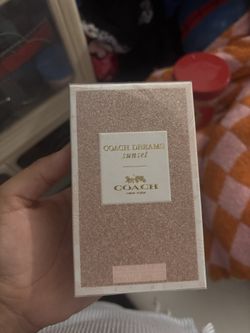 COACH DREAMS
sunset
COACH
NEW YORK